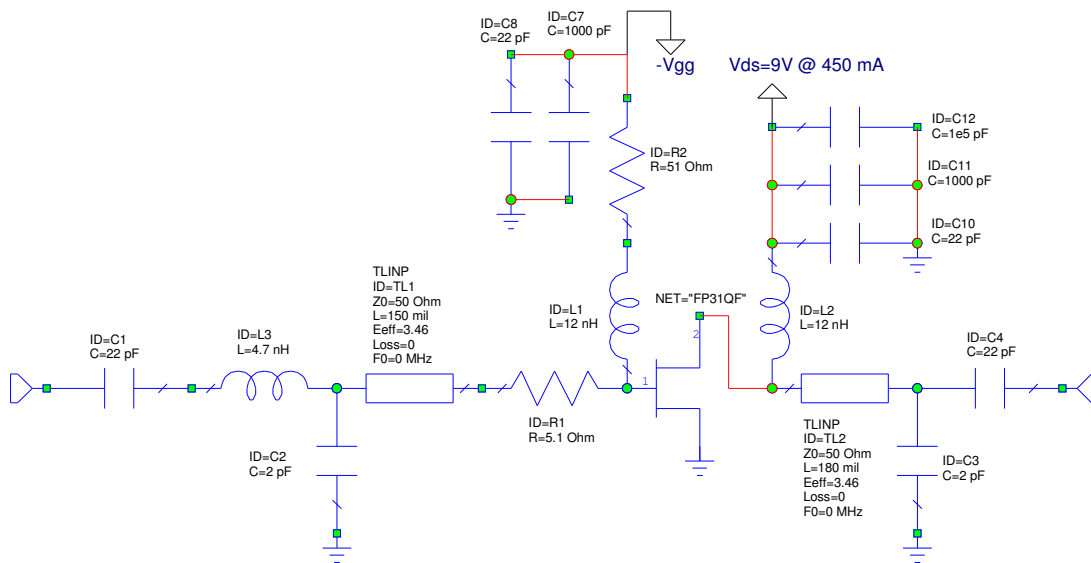 ID=C8
C=22 pF
ID=C7
C=1000 pF
-Vgg
Vds=9V @ 450 mA
ID=C12
C=1e5 pF
ID=R2
R=51 Ohm
ID=C11
C=1000 pF
ID=C10
C=22 pF
TLINP
ID=TL1
Z0=50 Ohm
L=150 mil
Eeff=3.46
Loss=0
F0=0 MHz
ID=L1
L=12 nH
NET="FP31QF"
ID=L2
L=12 nH
ID=C1
C=22 pF
ID=L3
L=4.7 nH
2
1
ID=C4
C=22 pF
ID=R1
R=5.1 Ohm
ID=C2
C=2 pF
TLINP
ID=TL2
Z0=50 Ohm
L=180 mil
Eeff=3.46
Loss=0
F0=0 MHz
ID=C3
C=2 pF